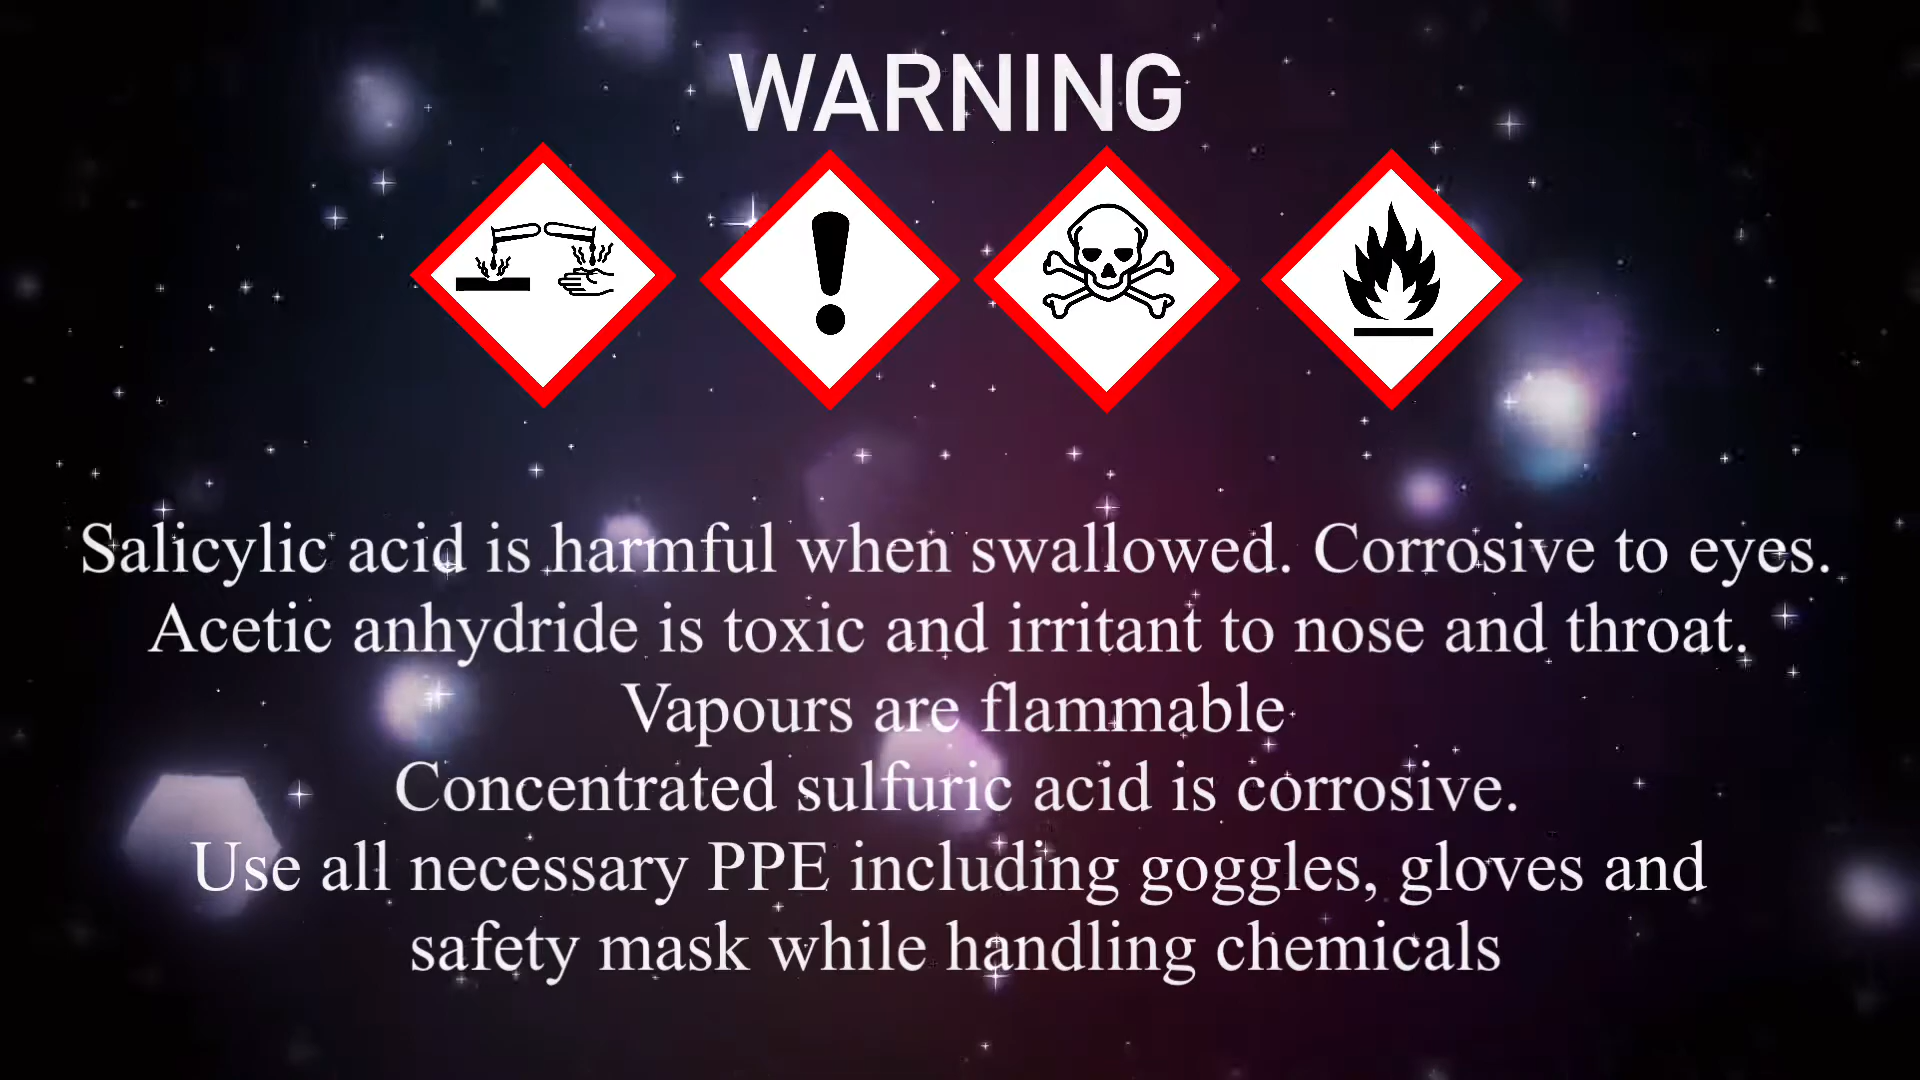 WARNING
Salicylic acid is harmful when swallowed. Corrosive to eyes.
Acetic anhydride is toxic and irritant to nose and throat.
Vapours are flammable
Concentrated sulfuric acid is corrosive.
Use all necessary PPE including goggles, gloves and
safety mask while handling chemicals